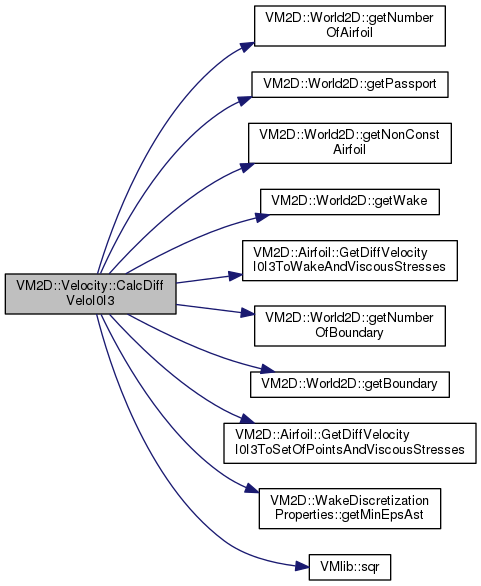 VM2D::World2D::getNumber
OfAirfoil
VM2D::World2D::getPassport
VM2D::World2D::getNonConst
Airfoil
VM2D::World2D::getWake
VM2D::Airfoil::GetDiffVelocity
I0I3ToWakeAndViscousStresses
VM2D::Velocity::CalcDiff
VeloI0I3
VM2D::World2D::getNumber
OfBoundary
VM2D::World2D::getBoundary
VM2D::Airfoil::GetDiffVelocity
I0I3ToSetOfPointsAndViscousStresses
VM2D::WakeDiscretization
Properties::getMinEpsAst
VMlib::sqr